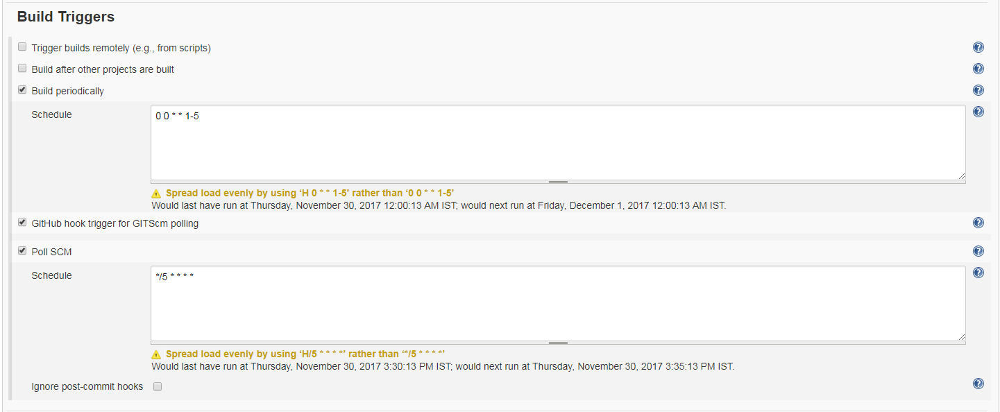 Build Triggers
Trigger builds remotely (e.g., from scripts)
Build after other projects are built
Build periodically
Schedule
0 0 * * 1-5
Spread load evenly by using ‘H 0 * * 1-5’ rather than ‘0 0 * * 1-5’
Would last have run at Thursday, November 30, 2017 12:00:13 AM IST; would next run at Friday, December 1, 2017 12:00:13 AM IST.
GitHub hook trigger for GITScm polling
Poll SCM
Schedule
*/5 * * * *
Spread load evenly by using ‘H/5 * * * *’ rather than ‘*/5 * * * *’
Would last have run at Thursday, November 30, 2017 3:30:13 PM IST; would next run at Thursday, November 30, 2017 3:35:13 PM IST.
Ignore post-commit hooks